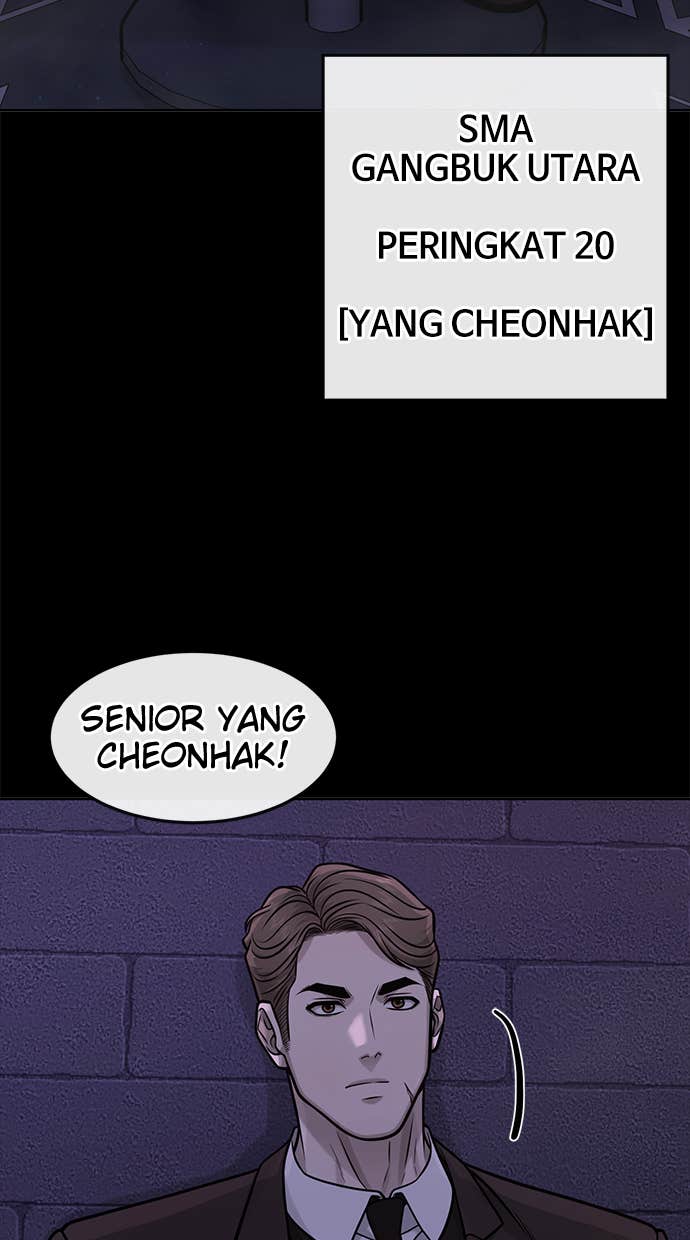 SMA
GANGBUK UTARA
PERINGKAT 20
[YANG CHEONHAK]
SENIOR YANG
CHEONHAK!